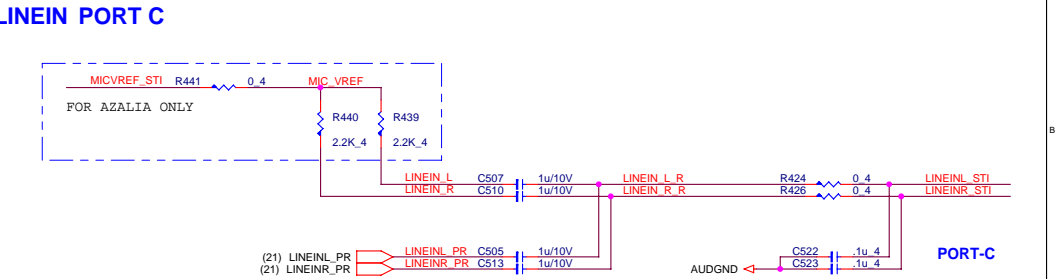 LINEIN PORT C
MICVREF_STI R441 0_4 MIC_VREF
FOR AZALIA ONLY
R440 R439
2.2K_4 2.2K_4
B
LINEIN_L C507 1u/10V LINEIN_L_R R424 0_4 LINEINL_STI
LINEIN_R C510 1u/10V LINEIN_R_R R426 0_4 LINEINR_STI
(21) LINEINL_PR LINEINL_PR C505 1u/10V C522 .1u_4 PORT-C
(21) LINEINR_PR LINEINR_PR C513 1u/10V AUDGND C523 .1u_4